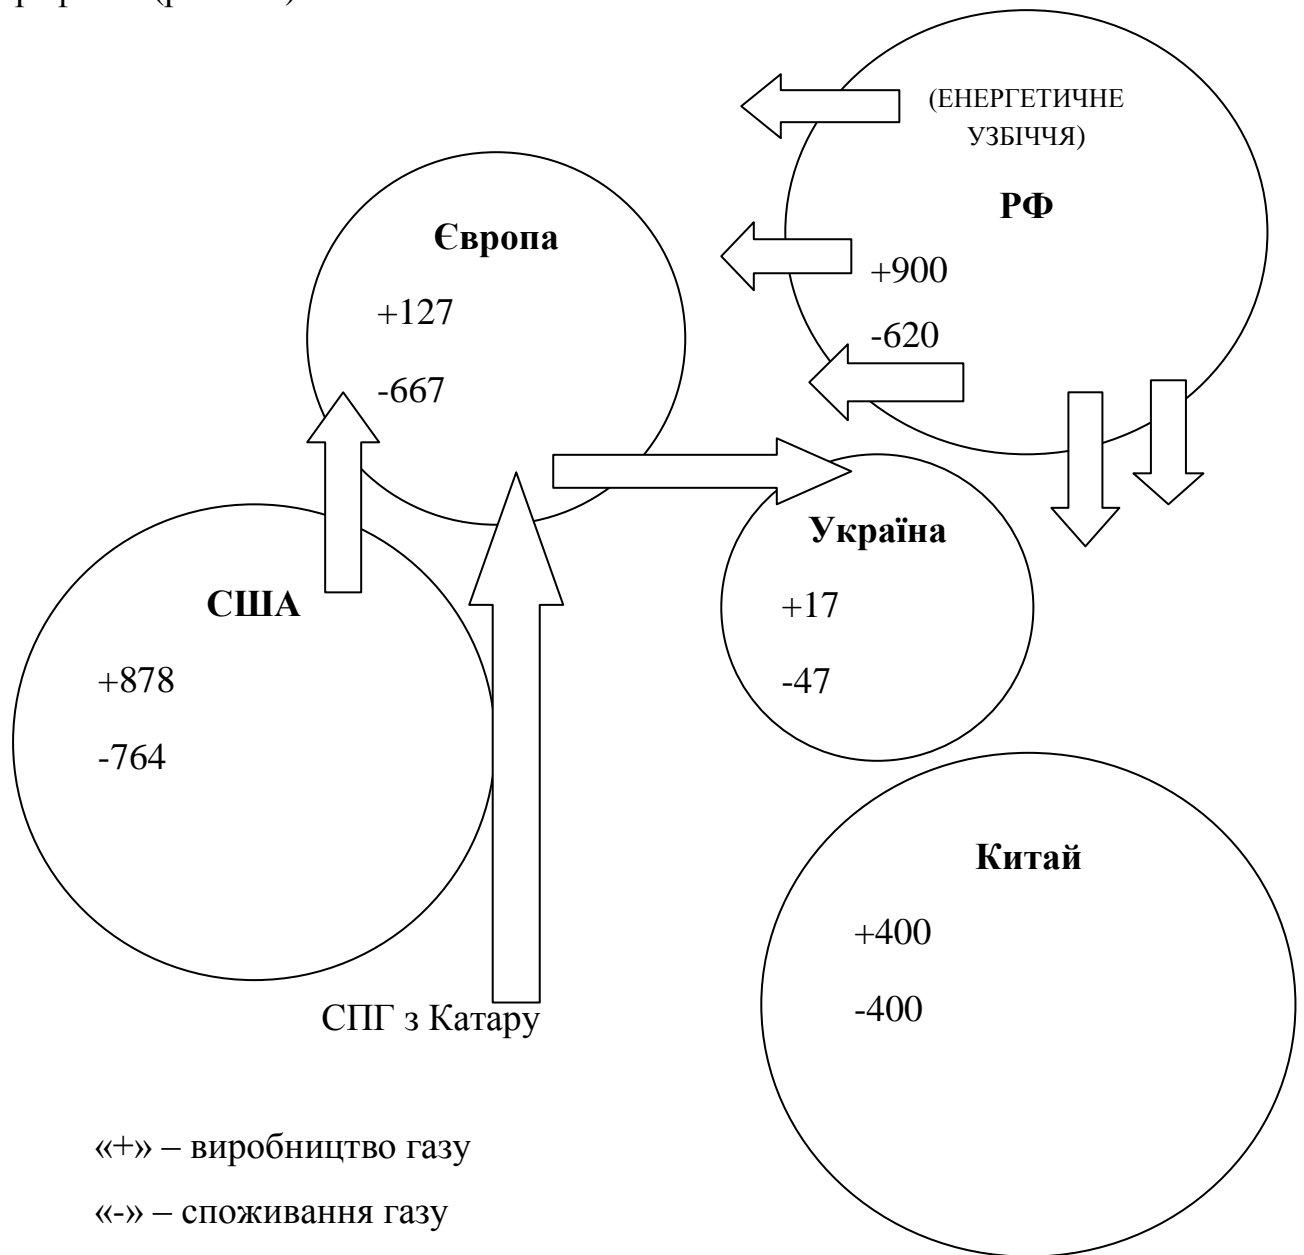 (ЕНЕРГЕТИЧНЕ
УЗБІЧЧЯ)
РФ
+900
-620
Європа
+127
-667
Україна
+17
-47
США
+878
-764
Китай
+400
-400
СПГ з Катару
«+» – виробництво газу
«-» – споживання газу